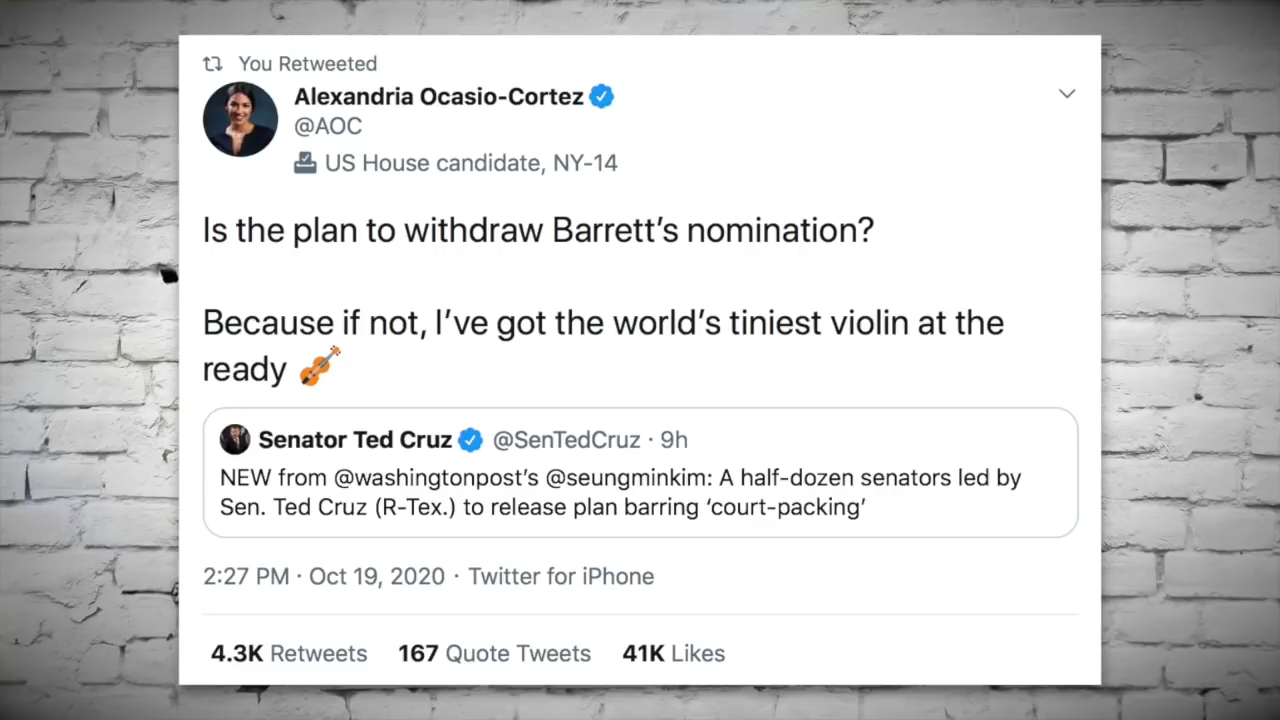 You Retweeted
Alexandria Ocasio-Cortez
@AOC
US House candidate, NY-14
Is the plan to withdraw Barrett’s nomination?
Because if not, I’ve got the world’s tiniest violin at the
ready 🎻
Senator Ted Cruz @SenTedCruz · 9h
NEW from @washingtonpost’s @seungminkim: A half-dozen senators led by
Sen. Ted Cruz (R-Tex.) to release plan barring ‘court-packing’
2:27 PM · Oct 19, 2020 · Twitter for iPhone
4.3K Retweets 167 Quote Tweets 41K Likes